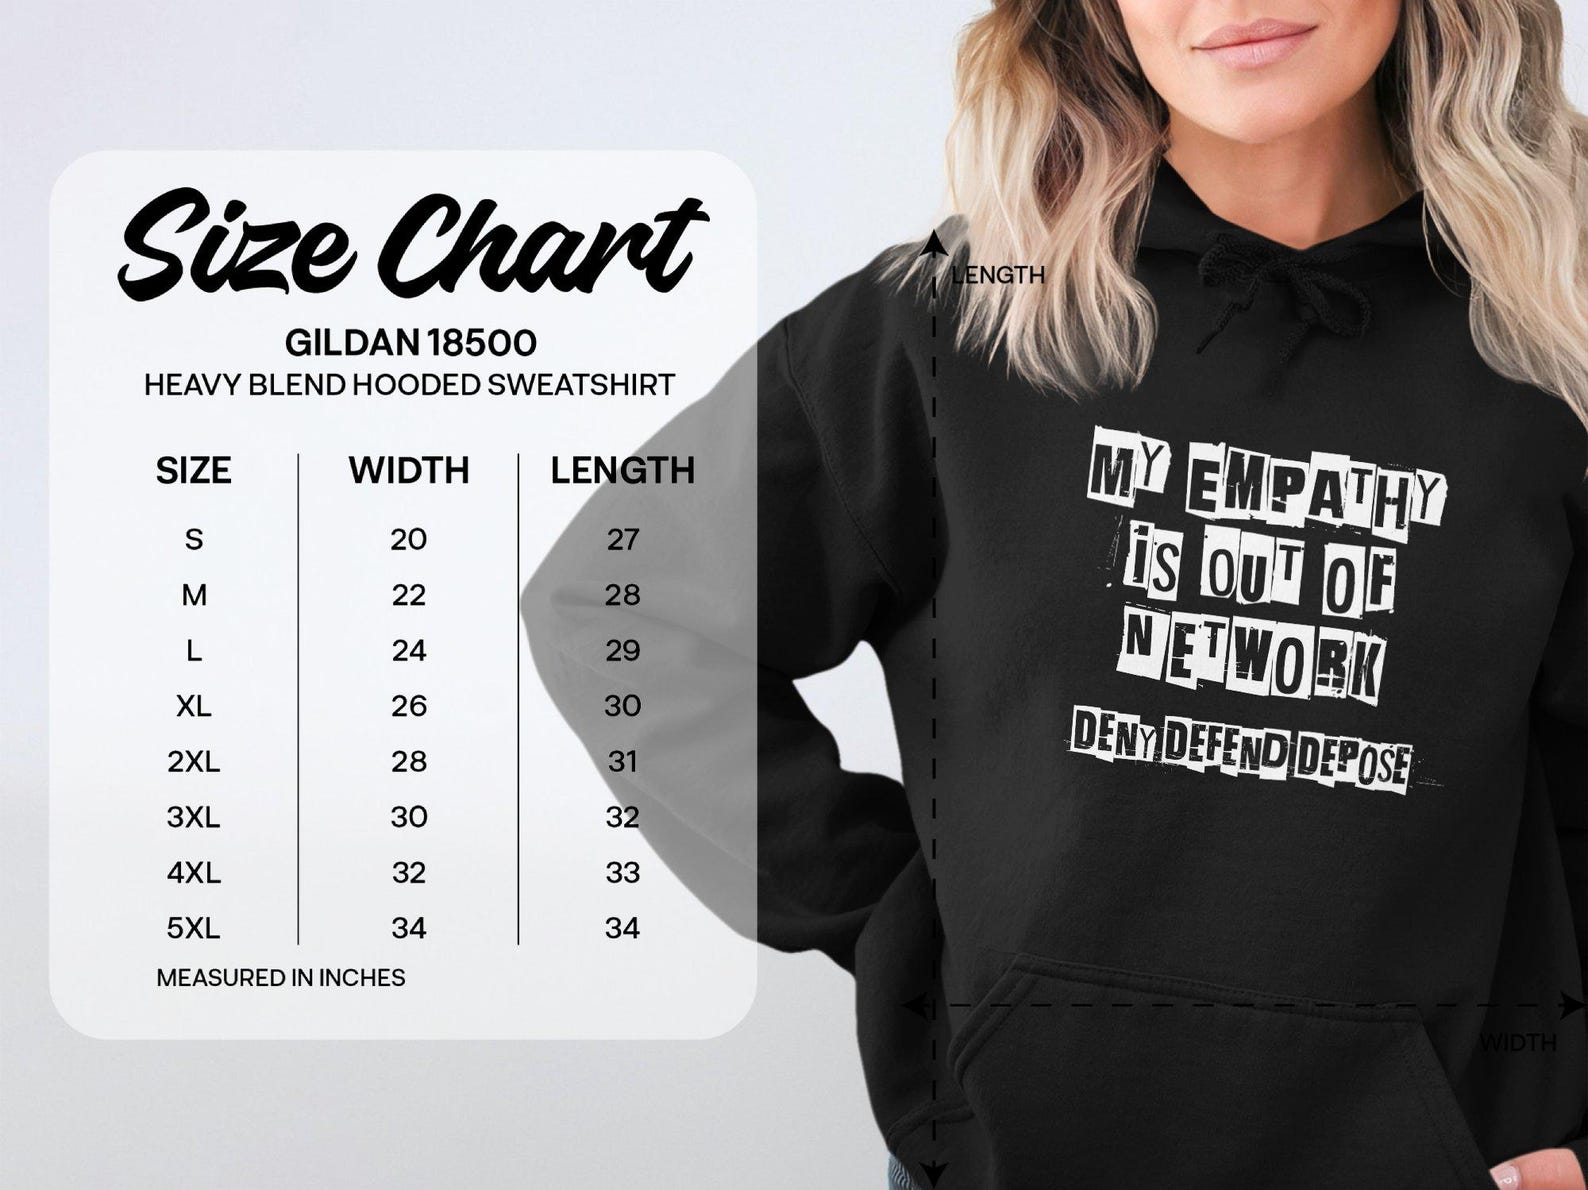 Size Chart
GILDAN 18500
HEAVY BLEND HOODED SWEATSHIRT
SIZE WIDTH LENGTH
S 20 27
M 22 28
L 24 29
XL 26 30
2XL 28 31
3XL 30 32
4XL 32 33
5XL 34 34
MEASURED IN INCHES
LENGTH
MY EMPATHY
iS OUT OF
NETWORK
DENY DEFEND DEPOSE
WIDTH